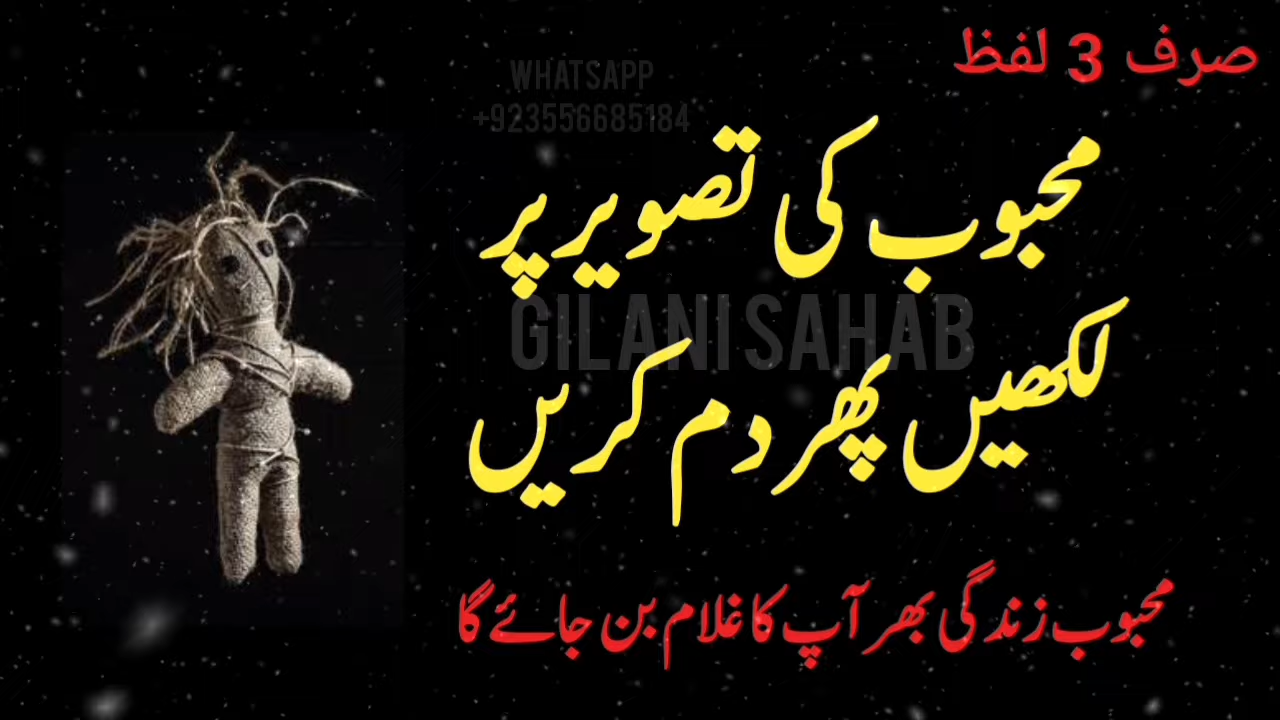 صرف 3 لفظ
WHATSAPP
+923556685184
محبوب کی تصویر پر
GILANI SAHAB
لکھیں پھر دم کریں
محبوب زندگی بھر آپ کا غلام بن جائے گا